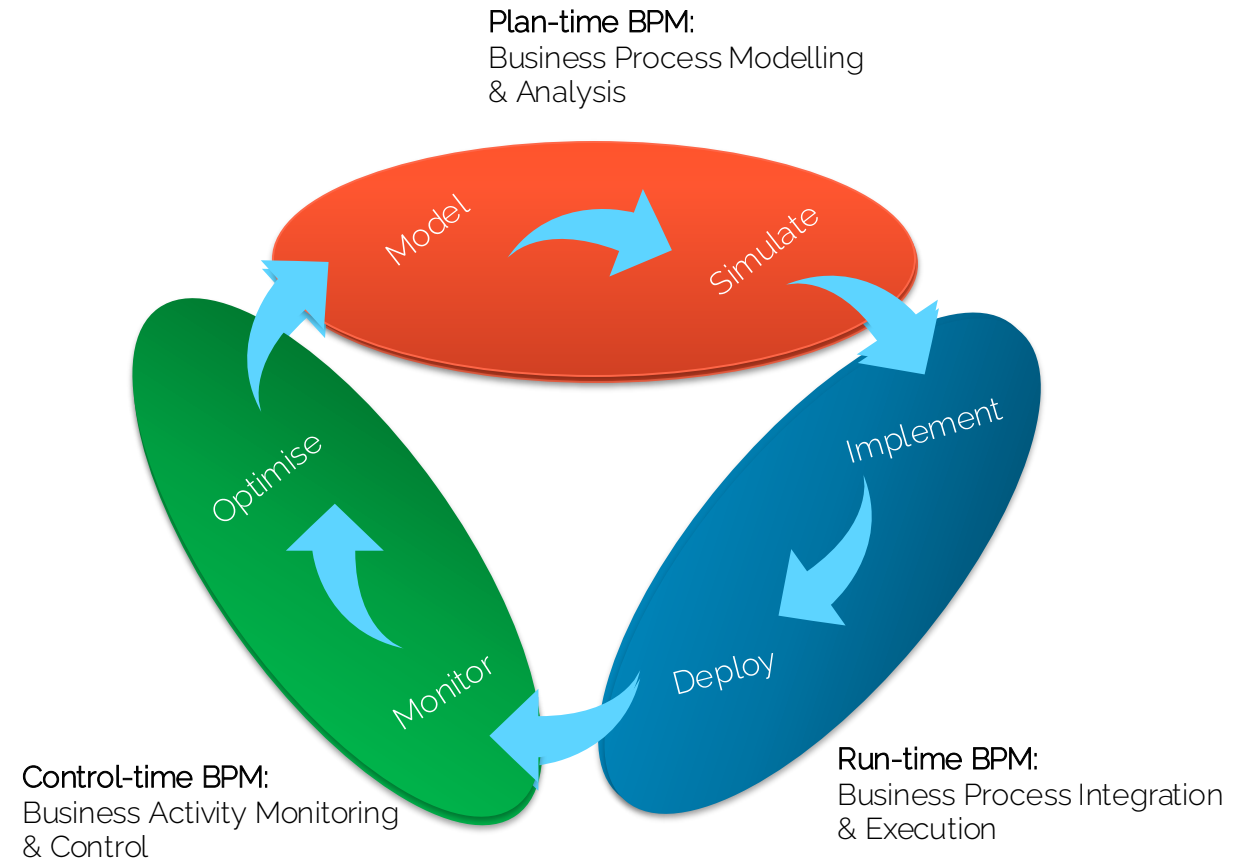 Plan-time BPM:
Business Process Modelling
& Analysis
Model
Simulate
Implement
Optimise
Deploy
Monitor
Run-time BPM:
Business Process Integration
& Execution
Control-time BPM:
Business Activity Monitoring
& Control